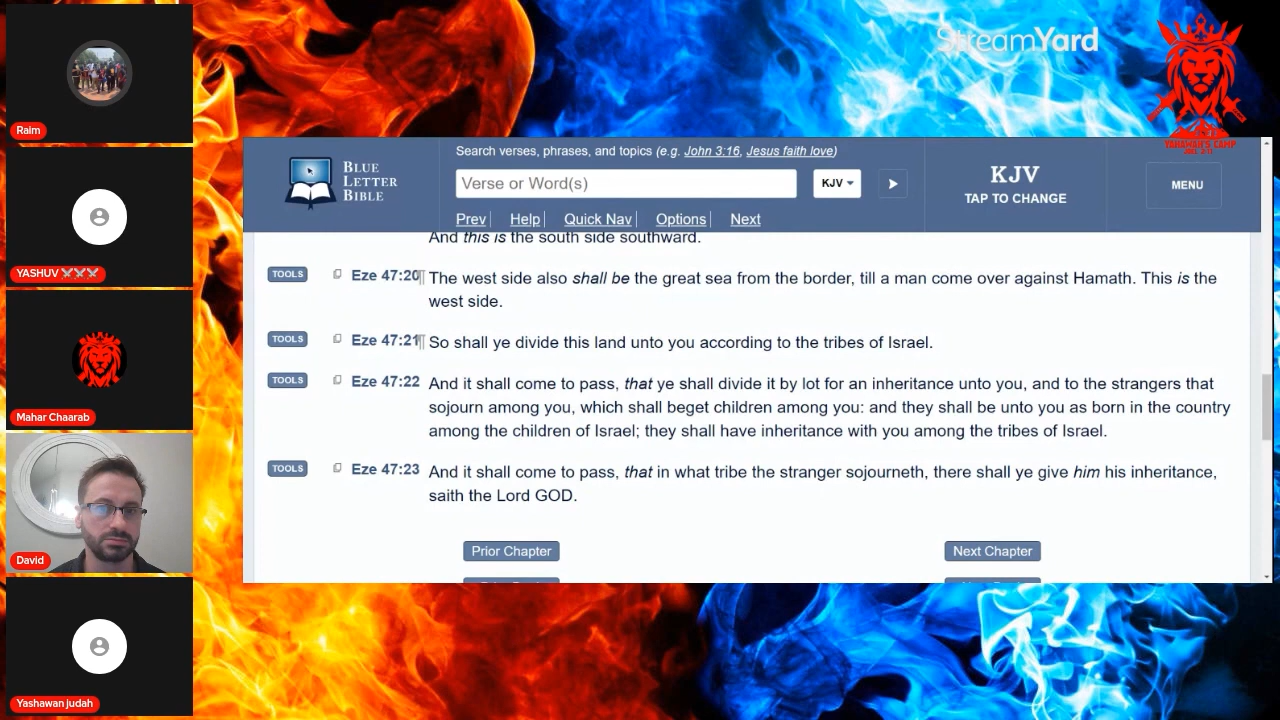 StreamYard
Raim
YASHUV ⚔⚔⚔
Mahar Chaarab
David
Yashawan judah
YAHAWAH'S CAMP
JOEL 2:11
BLUE
LETTER
BIBLE
Search verses, phrases, and topics (e.g. John 3:16, Jesus faith love)
Verse or Word(s)
KJV
Prev Help Quick Nav Options Next
KJV
TAP TO CHANGE
MENU
And this is the south side southward.
TOOLS Eze 47:20 ¶ The west side also shall be the great sea from the border, till a man come over against Hamath. This is the
west side.
TOOLS Eze 47:21 ¶ So shall ye divide this land unto you according to the tribes of Israel.
TOOLS Eze 47:22 And it shall come to pass, that ye shall divide it by lot for an inheritance unto you, and to the strangers that
sojourn among you, which shall beget children among you: and they shall be unto you as born in the country
among the children of Israel; they shall have inheritance with you among the tribes of Israel.
TOOLS Eze 47:23 And it shall come to pass, that in what tribe the stranger sojourneth, there shall ye give him his inheritance,
saith the Lord GOD.
Prior Chapter Next Chapter